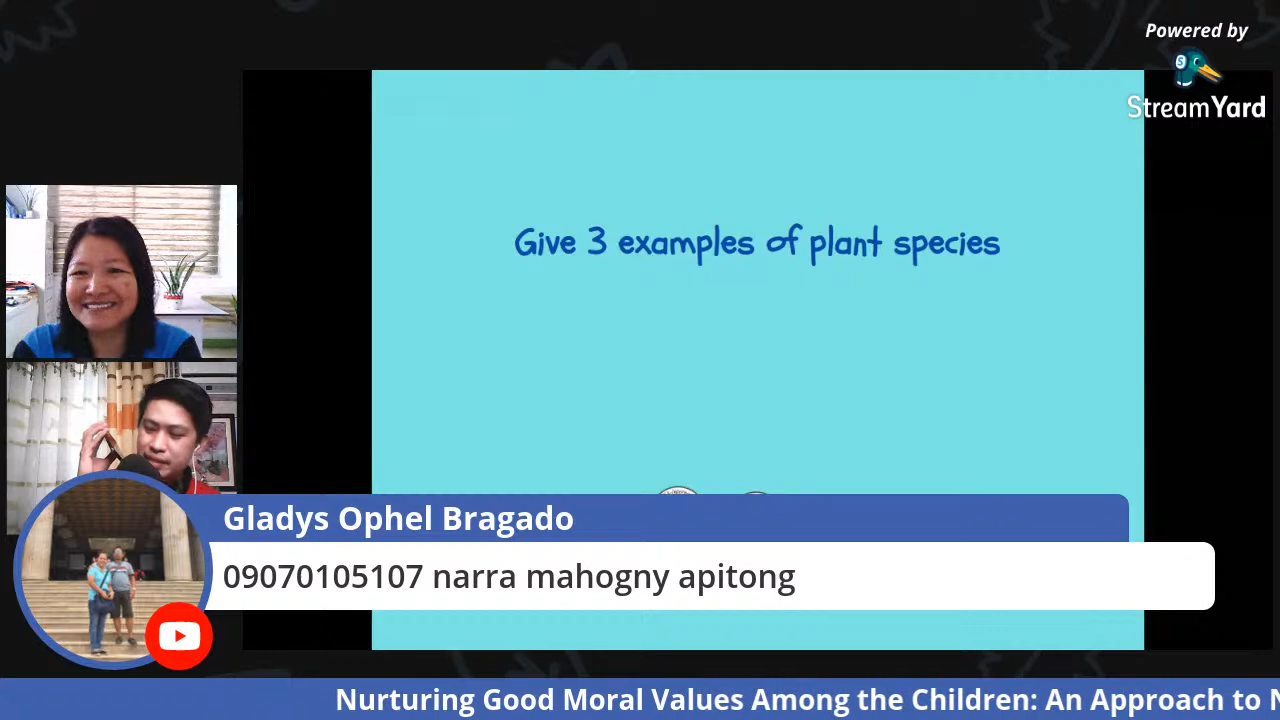 Powered by
StreamYard
Give 3 examples of plant species
Gladys Ophel Bragado
09070105107 narra mahogny apitong
Nurturing Good Moral Values Among the Children: An Approach to